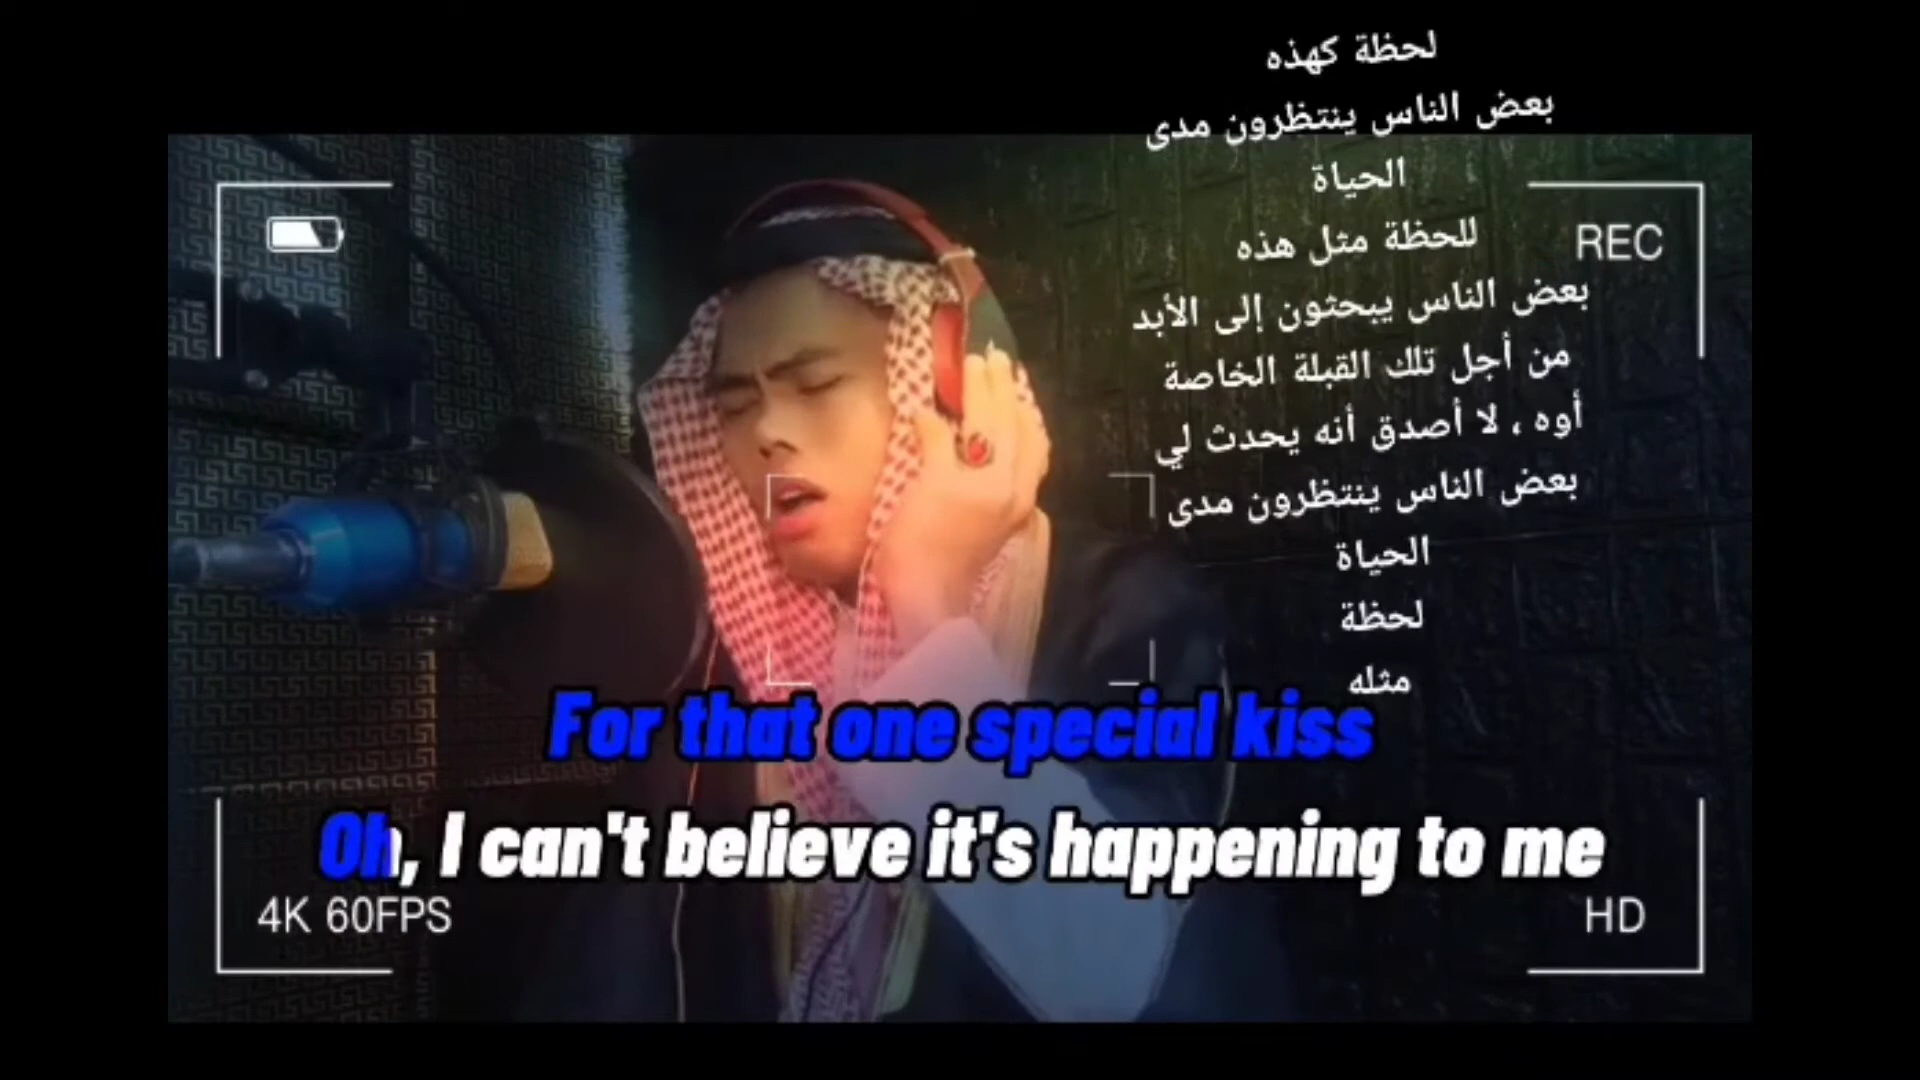 لحظة كهذه
بعض الناس ينتظرون مدى
الحياة
للحظة مثل هذه
بعض الناس يبحثون إلى الأبد
من أجل تلك القبلة الخاصة
أوه ، لا أصدق أنه يحدث لي
بعض الناس ينتظرون مدى
الحياة
لحظة
مثله
REC
For that one special kiss
Oh, I can't believe it's happening to me
4K 60FPS
HD